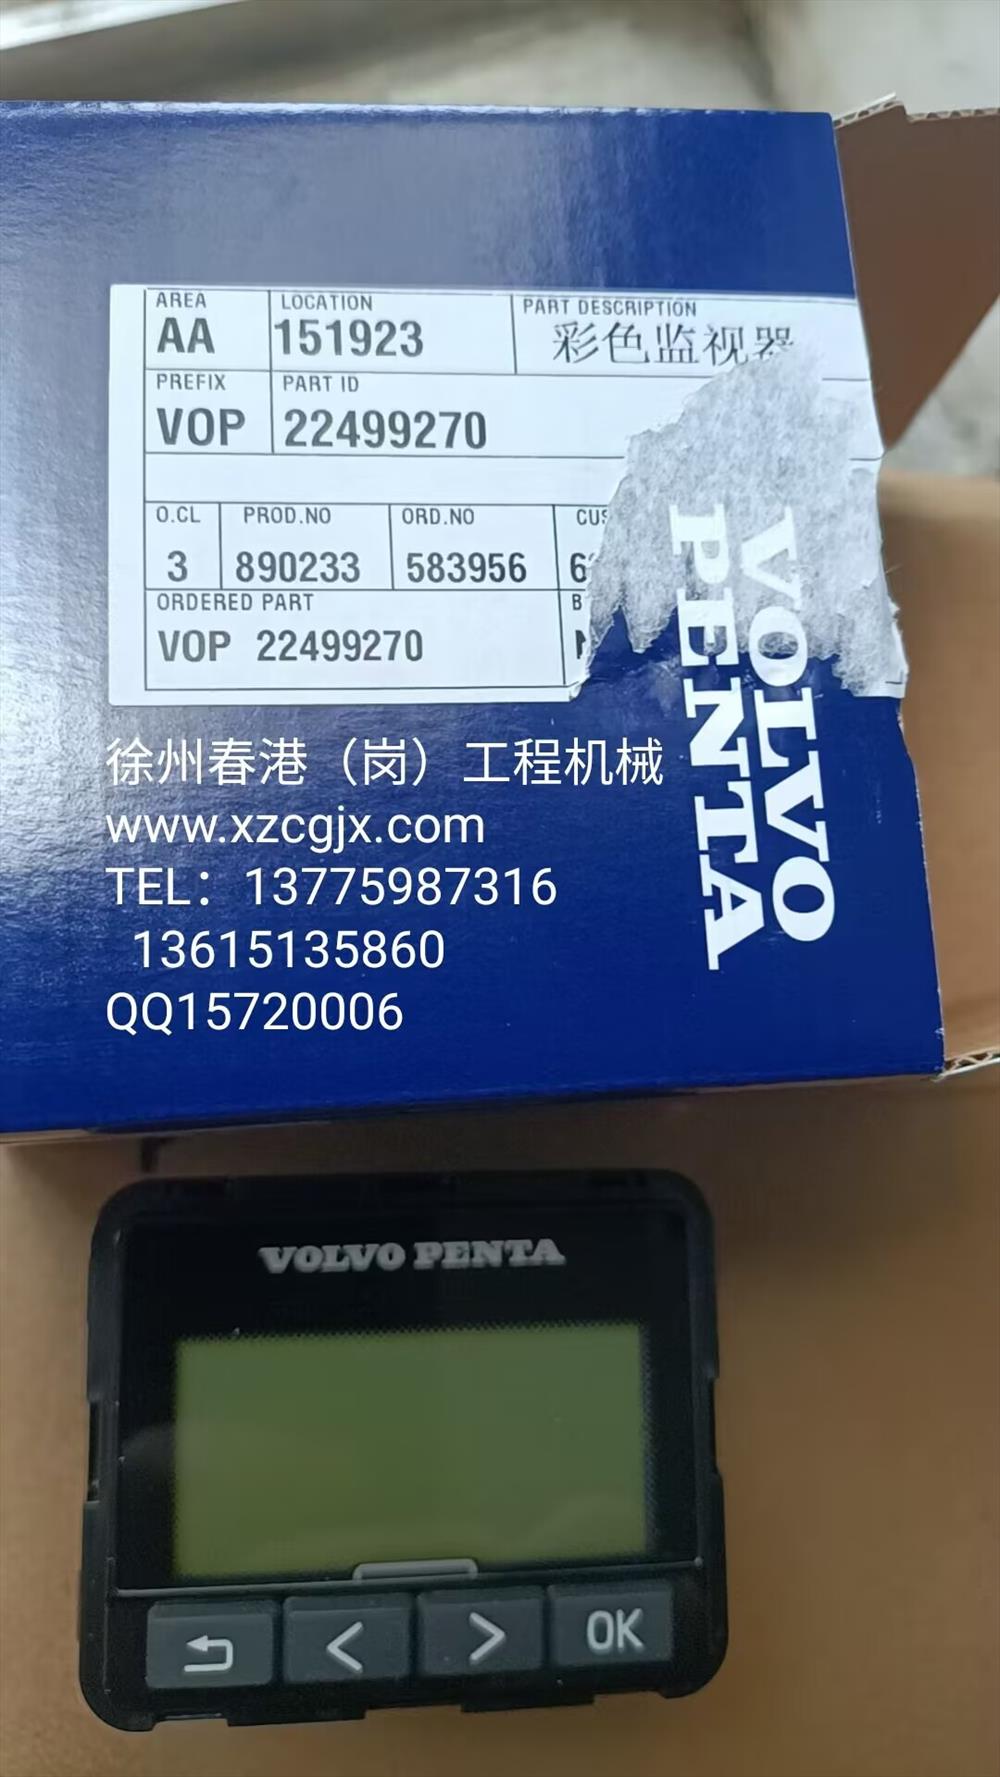 AREA LOCATION PART DESCRIPTION
AA 151923 彩色监视器
PREFIX PART ID
VOP 22499270
O.CL PROD.NO ORD.NO
3 890233 583956
ORDERED PART
VOP 22499270
VOLVO
PENTA
徐州春港（岗）工程机械
www.xzcgjx.com
TEL：13775987316
13615135860
QQ15720006
VOLVO PENTA
< > OK